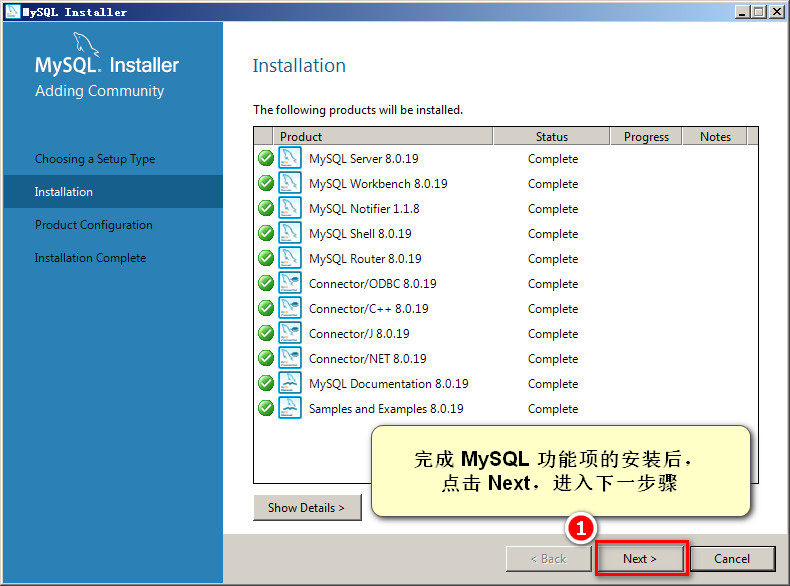 MySQL Installer
MySQL. Installer
Adding Community
Choosing a Setup Type
Installation
Product Configuration
Installation Complete
Installation
The following products will be installed.
Product Status Progress Notes
MySQL Server 8.0.19 Complete
MySQL Workbench 8.0.19 Complete
MySQL Notifier 1.1.8 Complete
MySQL Shell 8.0.19 Complete
MySQL Router 8.0.19 Complete
Connector/ODBC 8.0.19 Complete
Connector/C++ 8.0.19 Complete
Connector/J 8.0.19 Complete
Connector/NET 8.0.19 Complete
MySQL Documentation 8.0.19 Complete
Samples and Examples 8.0.19 Complete
完成 MySQL 功能项的安装后，
点击 Next，进入下一步骤
Show Details >
1
< Back Next > Cancel